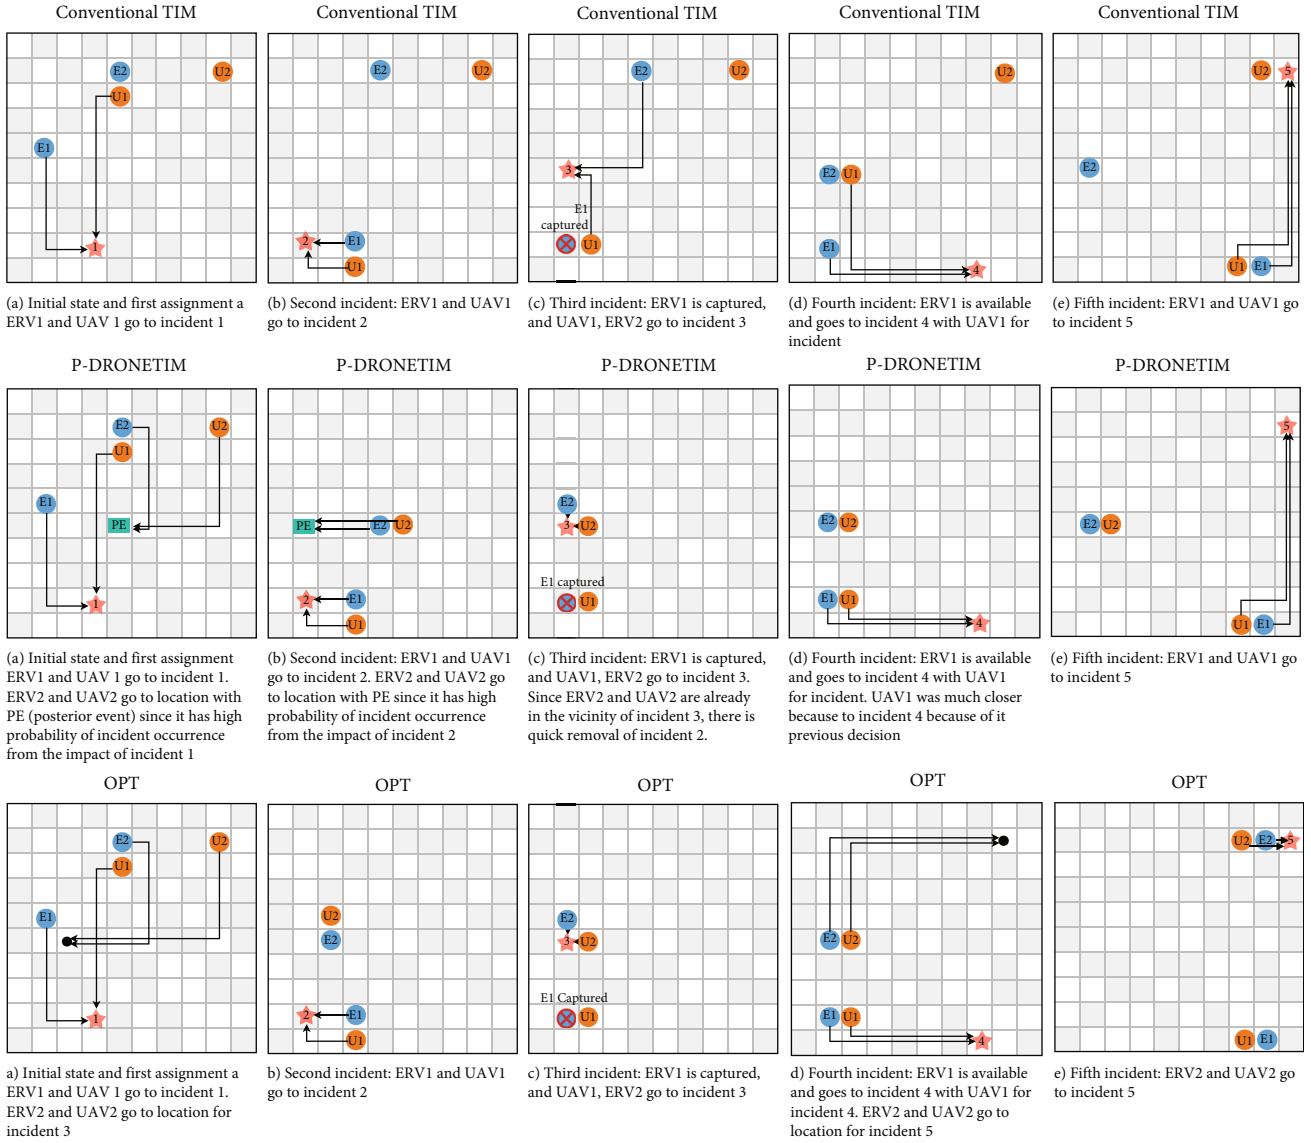 Conventional TIM
E2
U2
U1
E1
1
(a) Initial state and first assignment a
ERV1 and UAV 1 go to incident 1
Conventional TIM
E2
U2
2
E1
U1
(b) Second incident: ERV1 and UAV1
go to incident 2
Conventional TIM
E2
U2
3
E1
captured
U1
(c) Third incident: ERV1 is captured,
and UAV1, ERV2 go to incident 3
Conventional TIM
U2
E2
U1
E1
4
(d) Fourth incident: ERV1 is available
and goes to incident 4 with UAV1 for
incident
Conventional TIM
U2
5
E2
U1
E1
(e) Fifth incident: ERV1 and UAV1 go
to incident 5
P-DRONETIM
E2
U2
U1
E1
PE
1
(a) Initial state and first assignment
ERV1 and UAV 1 go to incident 1.
ERV2 and UAV2 go to location with
PE (posterior event) since it has high
probability of incident occurrence
from the impact of incident 1
P-DRONETIM
PE
E2
U2
2
E1
U1
(b) Second incident: ERV1 and UAV1
go to incident 2. ERV2 and UAV2 go
to location with PE since it has high
probability of incident occurrence
from the impact of incident 2
P-DRONETIM
E2
3
U2
E1 captured
U1
(c) Third incident: ERV1 is captured,
and UAV1, ERV2 go to incident 3.
Since ERV2 and UAV2 are already
in the vicinity of incident 3, there is
quick removal of incident 2.
P-DRONETIM
E2
U2
E1
U1
4
(d) Fourth incident: ERV1 is available
and goes to incident 4 with UAV1
for incident. UAV1 was much closer
because to incident 4 because of it
previous decision
P-DRONETIM
5
E2
U2
U1
E1
(e) Fifth incident: ERV1 and UAV1 go
to incident 5
OPT
E2
U2
U1
E1
1
a) Initial state and first assignment a
ERV1 and UAV 1 go to incident 1.
ERV2 and UAV2 go to location for
incident 3
OPT
U2
E2
2
E1
U1
b) Second incident: ERV1 and UAV1
go to incident 2
OPT
E2
3
U2
E1 Captured
U1
c) Third incident: ERV1 is captured,
and UAV1, ERV2 go to incident 3
OPT
E2
U2
E1
U1
4
d) Fourth incident: ERV1 is available
and goes to incident 4 with UAV1 for
incident 4. ERV2 and UAV2 go to
location for incident 5
OPT
U2
E2
5
U1
E1
e) Fifth incident: ERV2 and UAV2 go
to incident 5